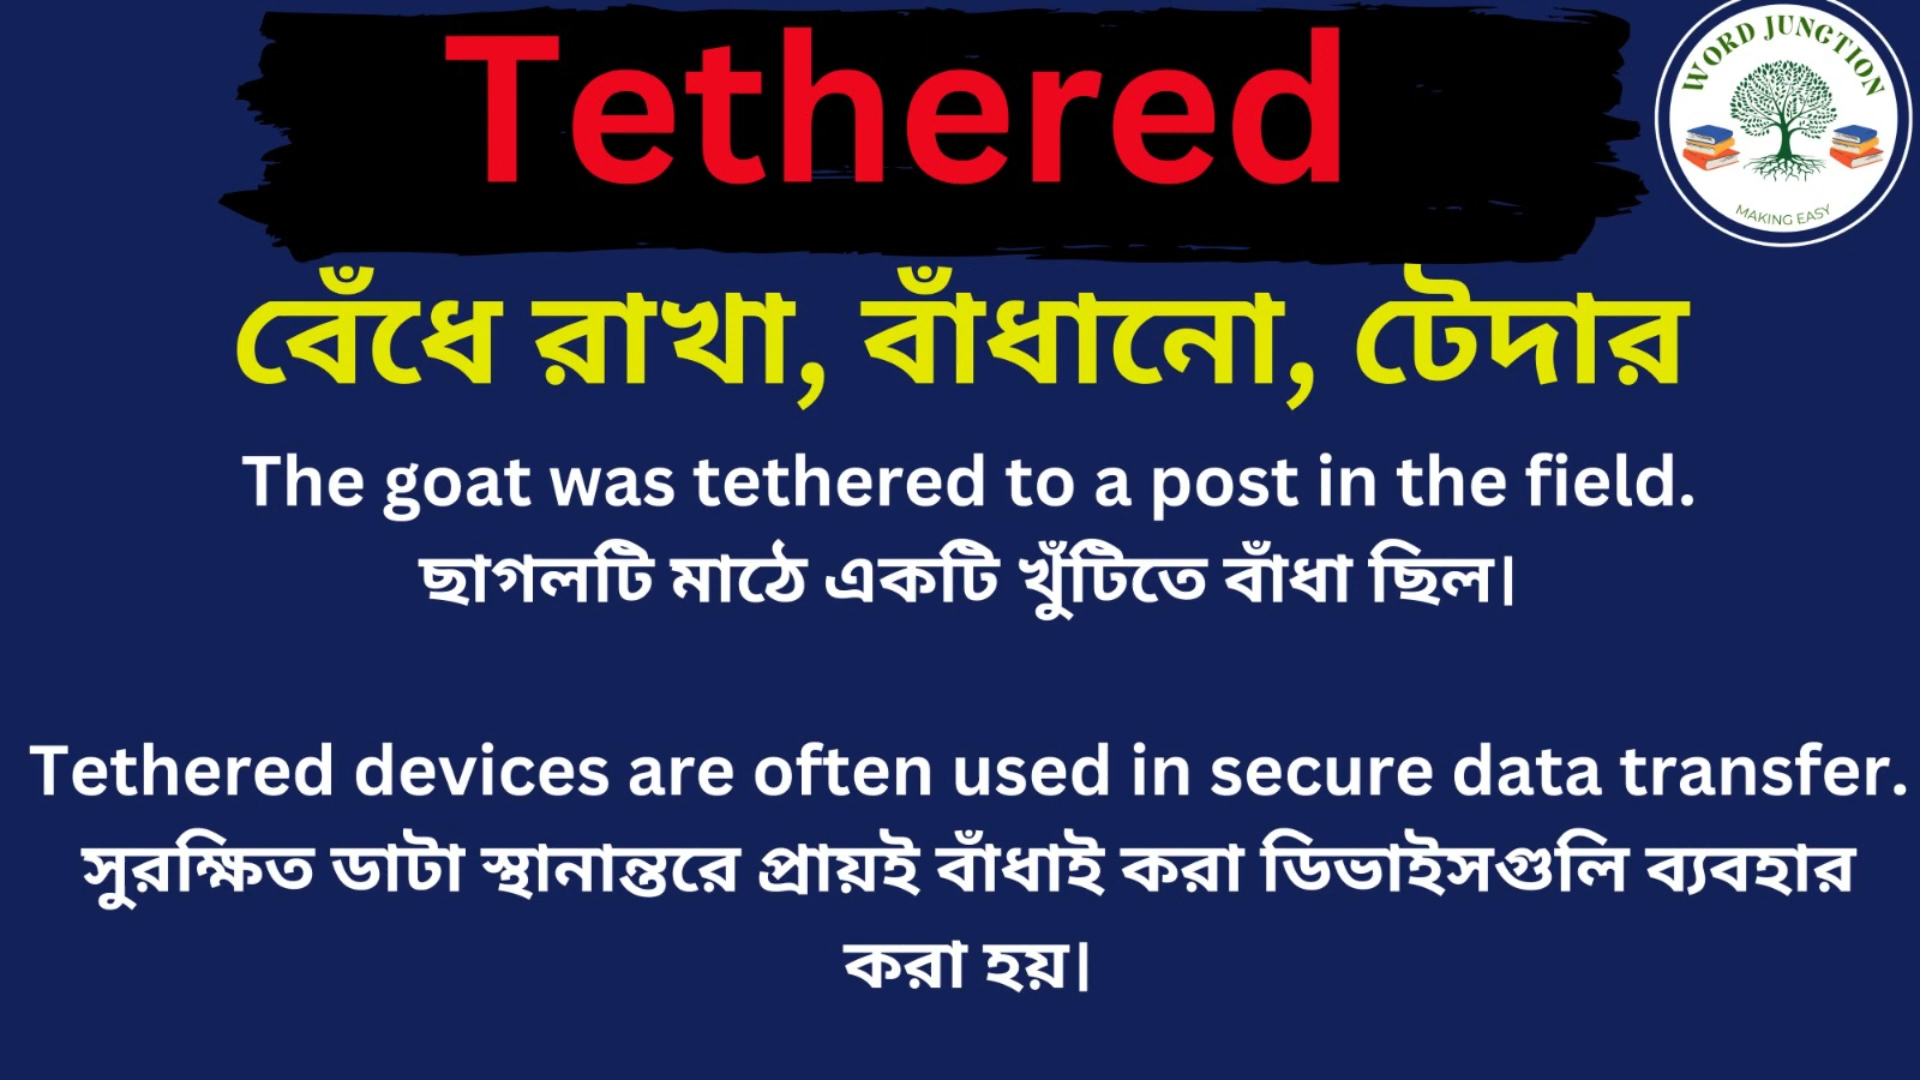 Tethered
WORD JUNCTION
MAKING EASY
বেঁধে রাখা, বাঁধানো, টেদার
The goat was tethered to a post in the field.
ছাগলটি মাঠে একটি খুঁটিতে বাঁধা ছিল।
Tethered devices are often used in secure data transfer.
সুরক্ষিত ডাটা স্থানান্তরে প্রায়ই বাঁধাই করা ডিভাইসগুলি ব্যবহার
করা হয়।